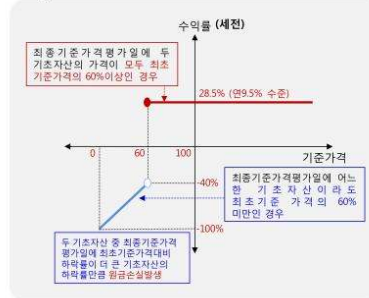 수익률 (세전)
최종기준가격평가일에 두
기초자산의 가격이 모두 최초
기준가격의 60%이상인 경우
28.5% (연9.5% 수준)
0 60 100
기준가격
-40%
최종기준가격평가일에 어느
한 기초자산이라도
최초기준 가격의 60%
미만인 경우
-100%
두 기초자산 중 최종기준가격
평가일에 최초기준가격대비
하락률이 더 큰 기초자산의
하락률만큼 원금손실발생